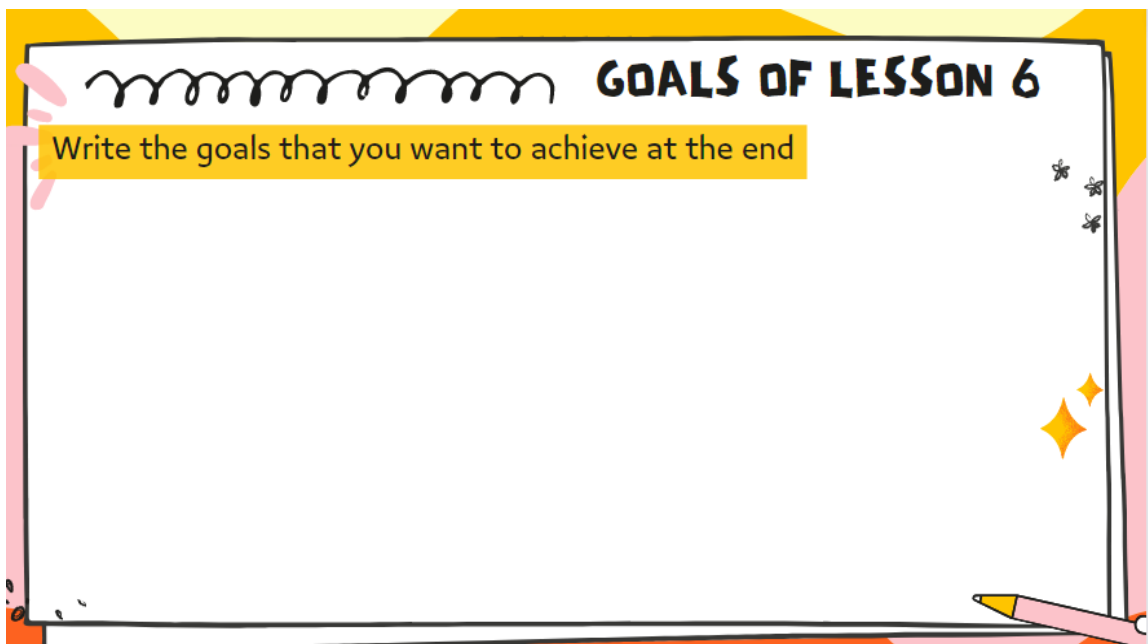 GOALS OF LESSON 6
Write the goals that you want to achieve at the end